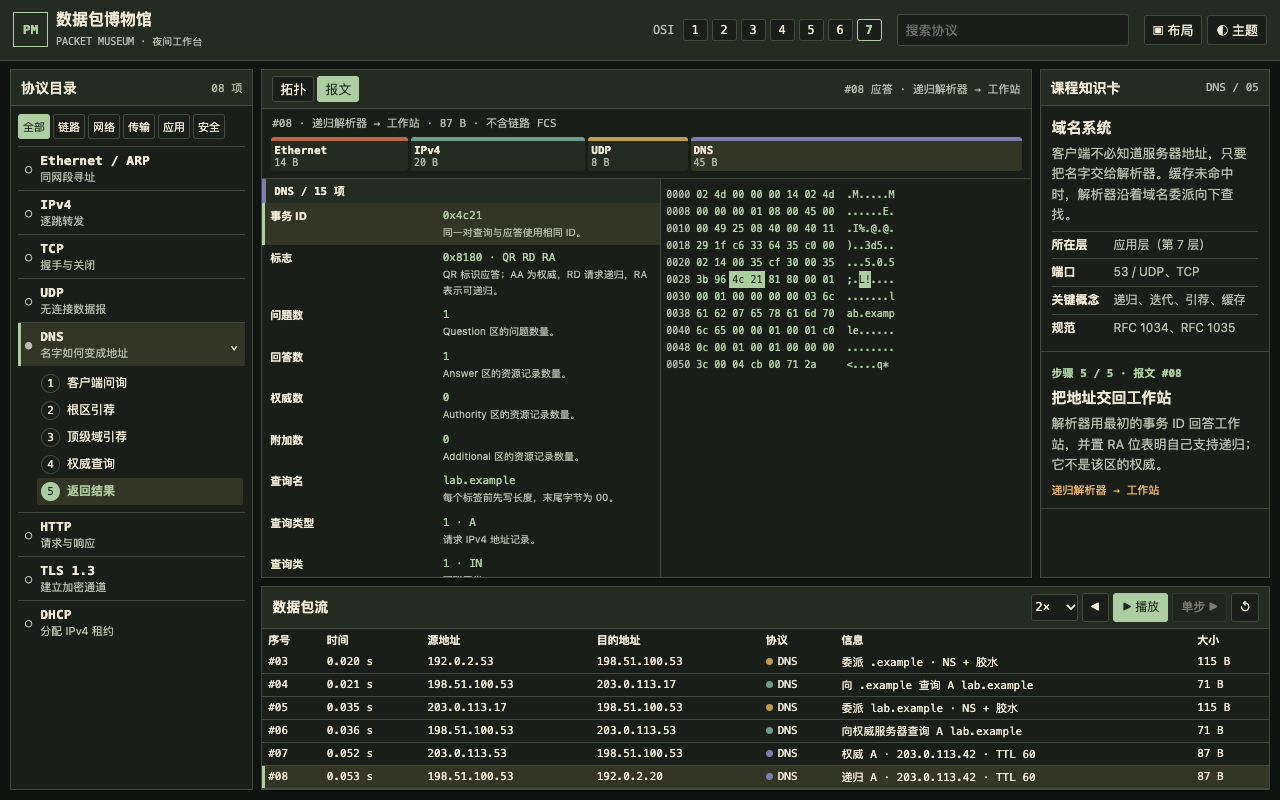 PM
数据包博物馆
PACKET MUSEUM · 夜间工作台
OSI 1 2 3 4 5 6 7
搜索协议
▣ 布局
◐ 主题
协议目录
08 项
全部 链路 网络 传输 应用 安全
Ethernet / ARP
同网段寻址
IPv4
逐跳转发
TCP
握手与关闭
UDP
无连接数据报
DNS
名字如何变成地址
1 客户端问询
2 根区引荐
3 顶级域引荐
4 权威查询
5 返回结果
HTTP
请求与响应
TLS 1.3
建立加密通道
DHCP
分配 IPv4 租约
拓扑 报文
#08 应答 · 递归解析器 → 工作站
#08 · 递归解析器 → 工作站 · 87 B · 不含链路 FCS
Ethernet
14 B
IPv4
20 B
UDP
8 B
DNS
45 B
DNS / 15 项
事务 ID 0x4c21
同一对查询与应答使用相同 ID。
标志 0x8180 · QR RD RA
QR 标识应答；AA 为权威，RD 请求递归，RA
表示可递归。
问题数 1
Question 区的问题数量。
回答数 1
Answer 区的资源记录数量。
权威数 0
Authority 区的资源记录数量。
附加数 0
Additional 区的资源记录数量。
查询名 lab.example
每个标签前先写长度，末尾字节为 00。
查询类型 1 · A
请求 IPv4 地址记录。
查询类 1 · IN
0000 02 4d 00 00 00 14 02 4d .M.....M
0008 00 00 00 01 08 00 45 00 ......E.
0010 00 49 25 08 40 00 40 11 .I%.@.@.
0018 29 1f c6 33 64 35 c0 00 )..3d5..
0020 02 14 00 35 cf 30 00 35 ...5.0.5
0028 3b 96 4c 21 81 80 00 01 ;.L!....
0030 00 01 00 00 00 00 03 6c .......l
0038 61 62 07 65 78 61 6d 70 ab.examp
0040 6c 65 00 00 01 00 01 c0 le......
0048 0c 00 01 00 01 00 00 00 ........
0050 3c 00 04 cb 00 71 2a <....q*
课程知识卡
DNS / 05
域名系统
客户端不必知道服务器地址，只要
把名字交给解析器。缓存未命中
时，解析器沿着域名委派向下查
找。
所在层 应用层（第 7 层）
端口 53 / UDP、TCP
关键概念 递归、迭代、引荐、缓存
规范 RFC 1034、RFC 1035
步骤 5 / 5 · 报文 #08
把地址交回工作站
解析器用最初的事务 ID 回答工作
站，并置 RA 位表明自己支持递归；
它不是该区的权威。
递归解析器 → 工作站
数据包流
2×
◀
▶ 播放
单步 ▶
↺
序号 时间 源地址 目的地址 协议 信息 大小
#03 0.020 s 192.0.2.53 198.51.100.53 DNS 委派 .example · NS + 胶水 115 B
#04 0.021 s 198.51.100.53 203.0.113.17 DNS 向 .example 查询 A lab.example 71 B
#05 0.035 s 203.0.113.17 198.51.100.53 DNS 委派 lab.example · NS + 胶水 115 B
#06 0.036 s 198.51.100.53 203.0.113.53 DNS 向权威服务器查询 A lab.example 71 B
#07 0.052 s 203.0.113.53 198.51.100.53 DNS 权威 A · 203.0.113.42 · TTL 60 87 B
#08 0.053 s 198.51.100.53 192.0.2.20 DNS 递归 A · 203.0.113.42 · TTL 60 87 B